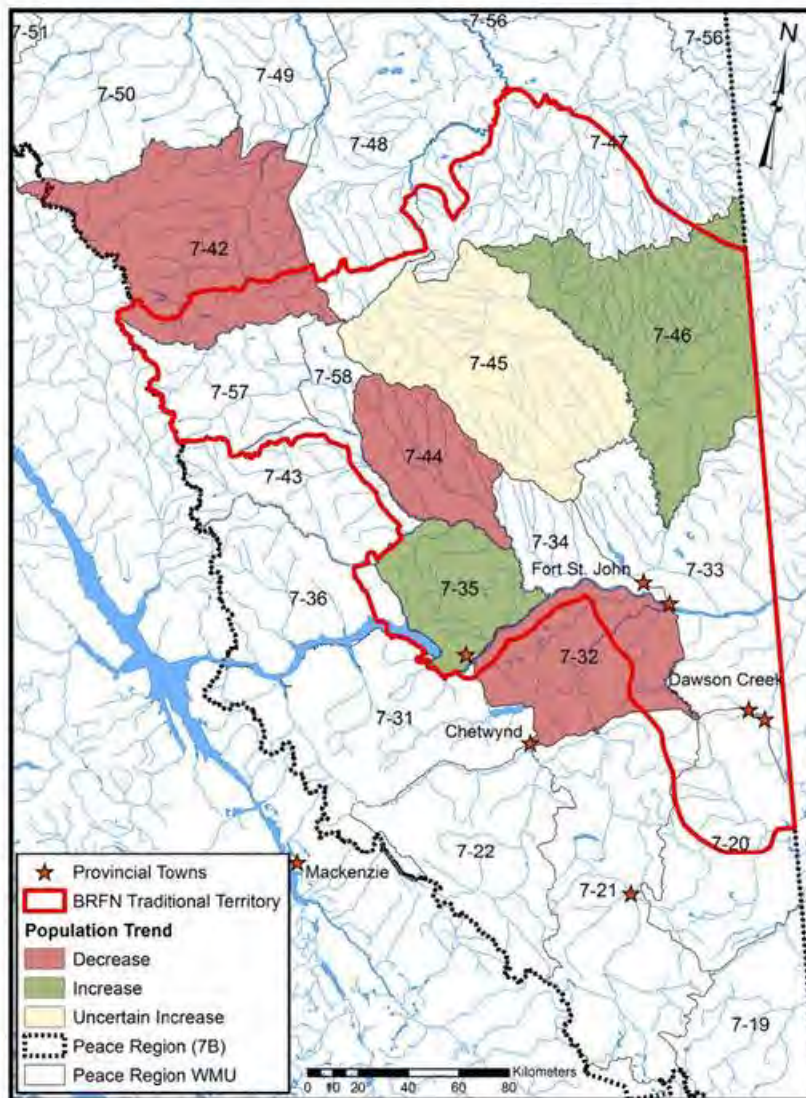 7-51
7-56
7-56
7-50
7-49
N
7-48
7-47
7-42
7-46
7-45
7-57
7-58
7-44
7-43
7-34
7-33
Fort St. John
7-35
7-36
7-32
Dawson Creek
7-31
Chetwynd
7-22
7-20
7-21
7-19
Mackenzie
Provincial Towns
BRFN Traditional Territory
Population Trend
Decrease
Increase
Uncertain Increase
Peace Region (7B)
Peace Region WMU
Kilometers
0 10 20 40 60 80